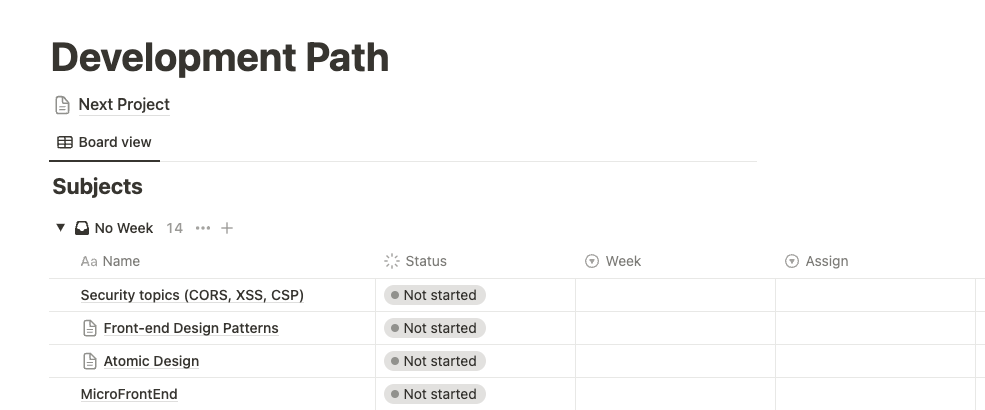 Development Path
Next Project
Board view
Subjects
No Week 14
Aa Name Status Week Assign
Security topics (CORS, XSS, CSP) Not started
Front-end Design Patterns Not started
Atomic Design Not started
MicroFrontEnd Not started